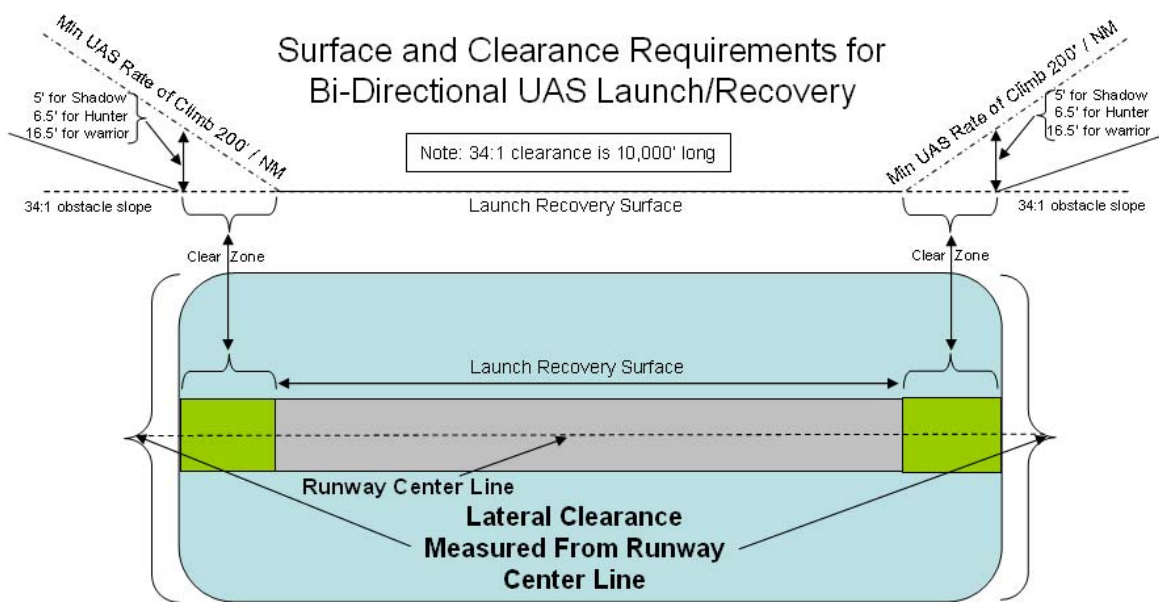 Surface and Clearance Requirements for
Bi-Directional UAS Launch/Recovery
Min UAS Rate of Climb 200' / NM
5' for Shadow
6.5' for Hunter
16.5' for warrior
Note: 34:1 clearance is 10,000' long
Min UAS Rate of Climb 200' / NM
5' for Shadow
6.5' for Hunter
16.5' for warrior
34:1 obstacle slope
Launch Recovery Surface
34:1 obstacle slope
Clear Zone
Clear Zone
Launch Recovery Surface
Runway Center Line
Lateral Clearance
Measured From Runway
Center Line